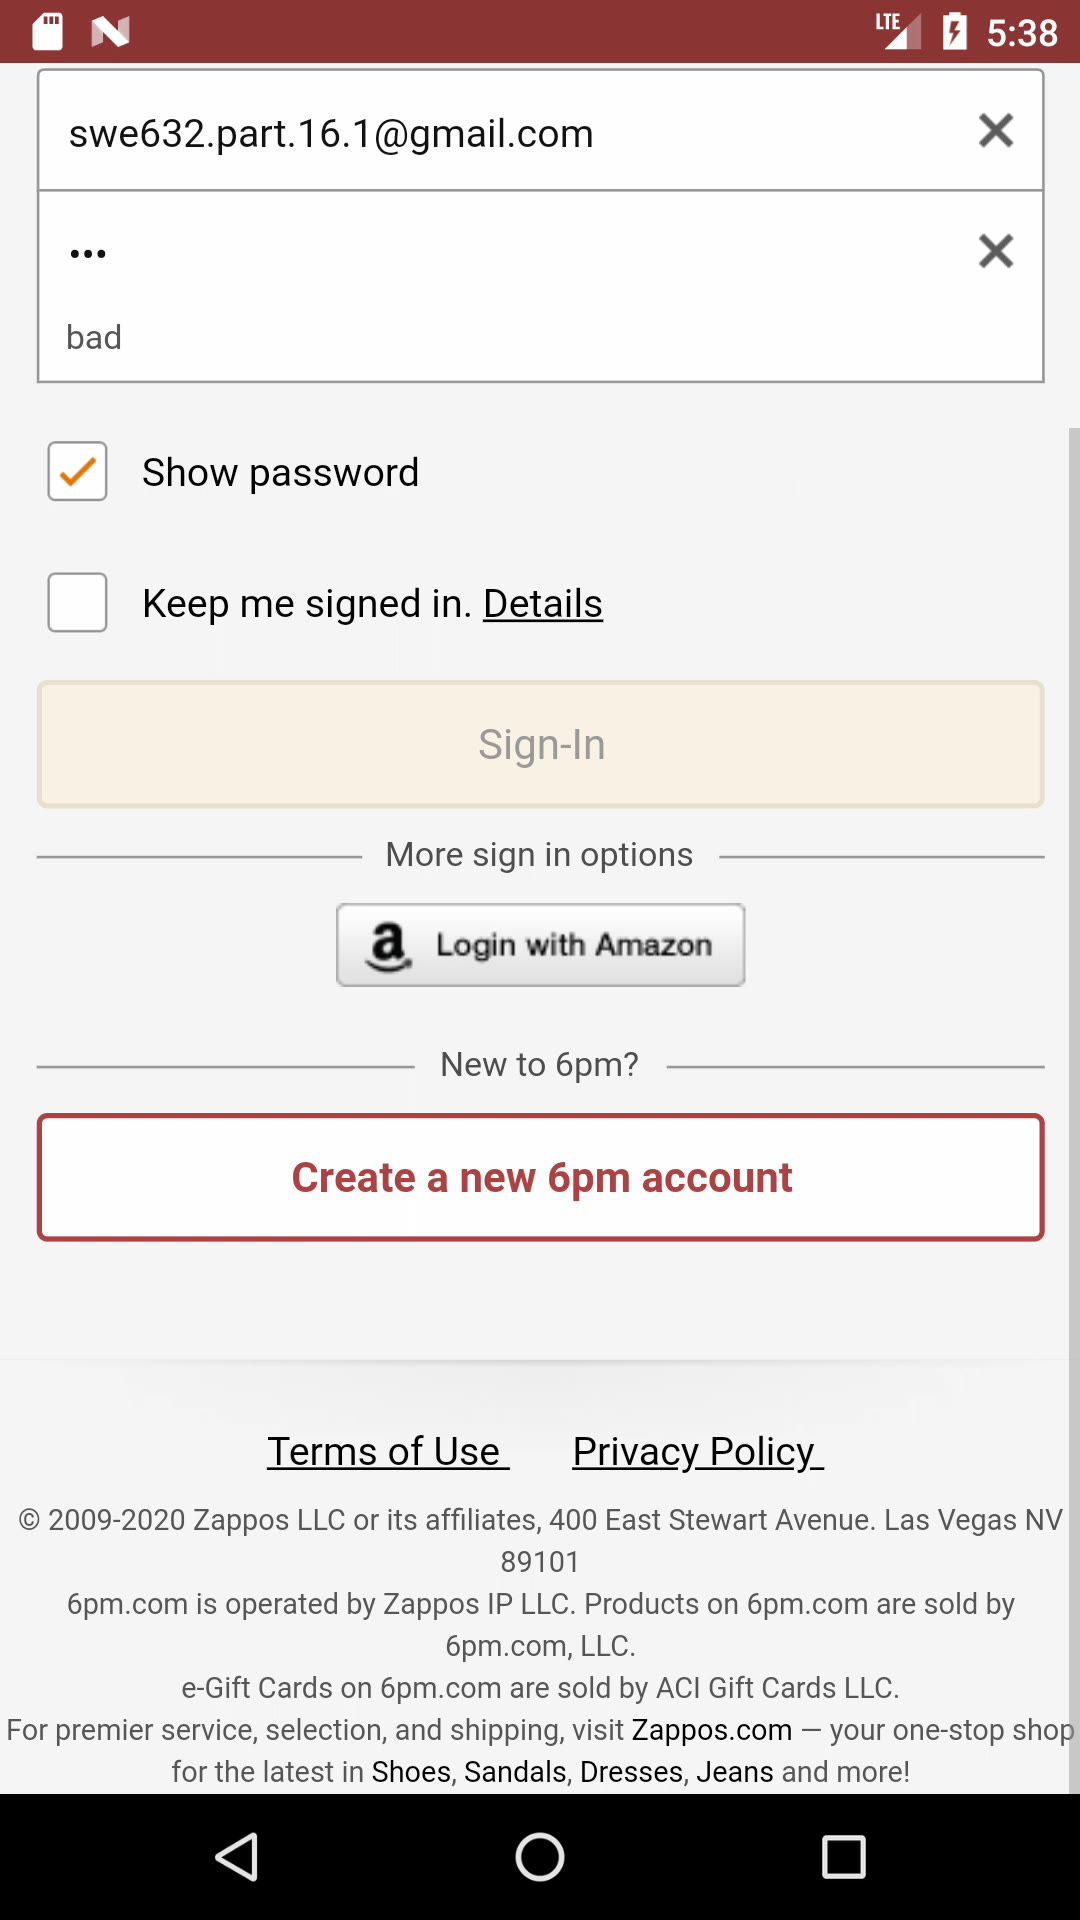 LTE 5:38
swe632.part.16.1@gmail.com
•••
bad
Show password
Keep me signed in. Details
Sign-In
More sign in options
a Login with Amazon
New to 6pm?
Create a new 6pm account
Terms of Use Privacy Policy
© 2009-2020 Zappos LLC or its affiliates, 400 East Stewart Avenue. Las Vegas NV
89101
6pm.com is operated by Zappos IP LLC. Products on 6pm.com are sold by
6pm.com, LLC.
e-Gift Cards on 6pm.com are sold by ACI Gift Cards LLC.
For premier service, selection, and shipping, visit Zappos.com — your one-stop shop
for the latest in Shoes, Sandals, Dresses, Jeans and more!